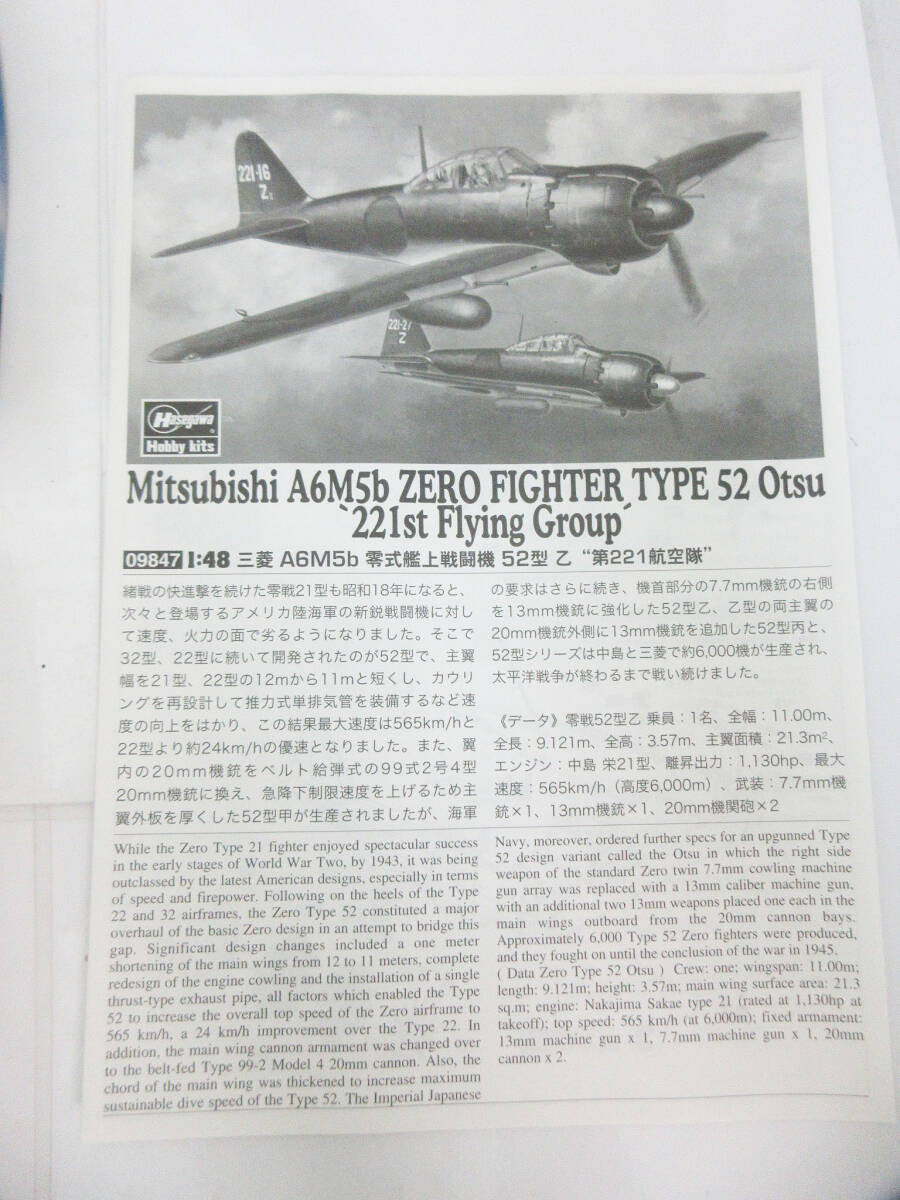 221-16
Z
221-2
Z
Hasegawa
Hobby kits
Mitsubishi A6M5b ZERO FIGHTER TYPE 52 Otsu
`221st Flying Group´
09847 1:48 三菱 A6M5b 零式艦上戦闘機 52型 乙 “第221航空隊”
緒戦の快進撃を続けた零戦21型も昭和18年になると、
次々と登場するアメリカ陸海軍の新鋭戦闘機に対し
て速度、火力の面で劣るようになりました。そこで
32型、22型に続いて開発されたのが52型で、主翼
幅を21型、22型の12mから11mと短くし、カウリ
ングを再設計して推力式単排気管を装備するなど速
度の向上をはかり、この結果最大速度は565km/hと
22型より約24km/hの優速となりました。また、翼
内の20mm機銃をベルト給弾式の99式2号4型
20mm機銃に換え、急降下制限速度を上げるため主
翼外板を厚くした52型甲が生産されましたが、海軍
の要求はさらに続き、機首部分の7.7mm機銃の右側
を13mm機銃に強化した52型乙、乙型の両主翼の
20mm機銃外側に13mm機銃を追加した52型丙と、
52型シリーズは中島と三菱で約6,000機が生産され、
太平洋戦争が終わるまで戦い続けました。
《データ》零戦52型乙 乗員：1名、全幅：11.00m、
全長：9.121m、全高：3.57m、主翼面積：21.3m²、
エンジン：中島 栄21型、離昇出力：1,130hp、最大
速度：565km/h（高度6,000m）、武装：7.7mm機
銃×1、13mm機銃×1、20mm機関砲×2
While the Zero Type 21 fighter enjoyed spectacular success
in the early stages of World War Two, by 1943, it was being
outclassed by the latest American designs, especially in terms
of speed and firepower. Following on the heels of the Type
22 and 32 airframes, the Zero Type 52 constituted a major
overhaul of the basic Zero design in an attempt to bridge this
gap. Significant design changes included a one meter
shortening of the main wings from 12 to 11 meters, complete
redesign of the engine cowling and the installation of a single
thrust-type exhaust pipe, all factors which enabled the Type
52 to increase the overall top speed of the Zero airframe to
565 km/h, a 24 km/h improvement over the Type 22. In
addition, the main wing cannon armament was changed over
to the belt-fed Type 99-2 Model 4 20mm cannon. Also, the
chord of the main wing was thickened to increase maximum
sustainable dive speed of the Type 52. The Imperial Japanese
Navy, moreover, ordered further specs for an upgunned Type
52 design variant called the Otsu in which the right side
weapon of the standard Zero twin 7.7mm cowling machine
gun array was replaced with a 13mm caliber machine gun,
with an additional two 13mm weapons placed one each in the
main wings outboard from the 20mm cannon bays.
Approximately 6,000 Type 52 Zero fighters were produced,
and they fought on until the conclusion of the war in 1945.
( Data Zero Type 52 Otsu ) Crew: one; wingspan: 11.00m;
length: 9.121m; height: 3.57m; main wing surface area: 21.3
sq.m; engine: Nakajima Sakae type 21 (rated at 1,130hp at
takeoff); top speed: 565 km/h (at 6,000m); fixed armament:
13mm machine gun x 1, 7.7mm machine gun x 1, 20mm
cannon x 2.